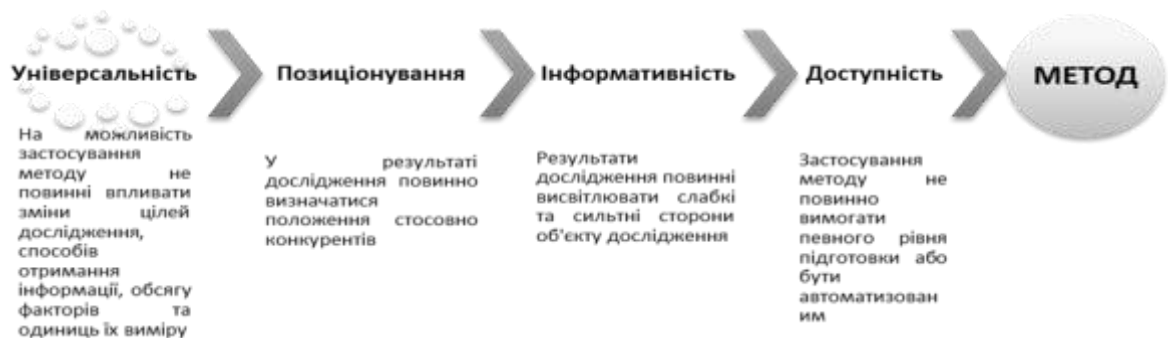 Універсальність
На можливість
застосування
методу не
повинні впливати
зміни цілей
дослідження,
способів
отримання
інформації, обсягу
факторів та
одиниць їх виміру
Позиціонування
У результаті
дослідження повинно
визначатися
положення стосовно
конкурентів
Інформативність
Результати
дослідження повинні
висвітлювати слабкі
та сильтні сторони
об'єкту дослідження
Доступність
Застосування
методу не
повинно
вимогати
певного рівня
підготовки або
бути
автоматизован
им
МЕТОД